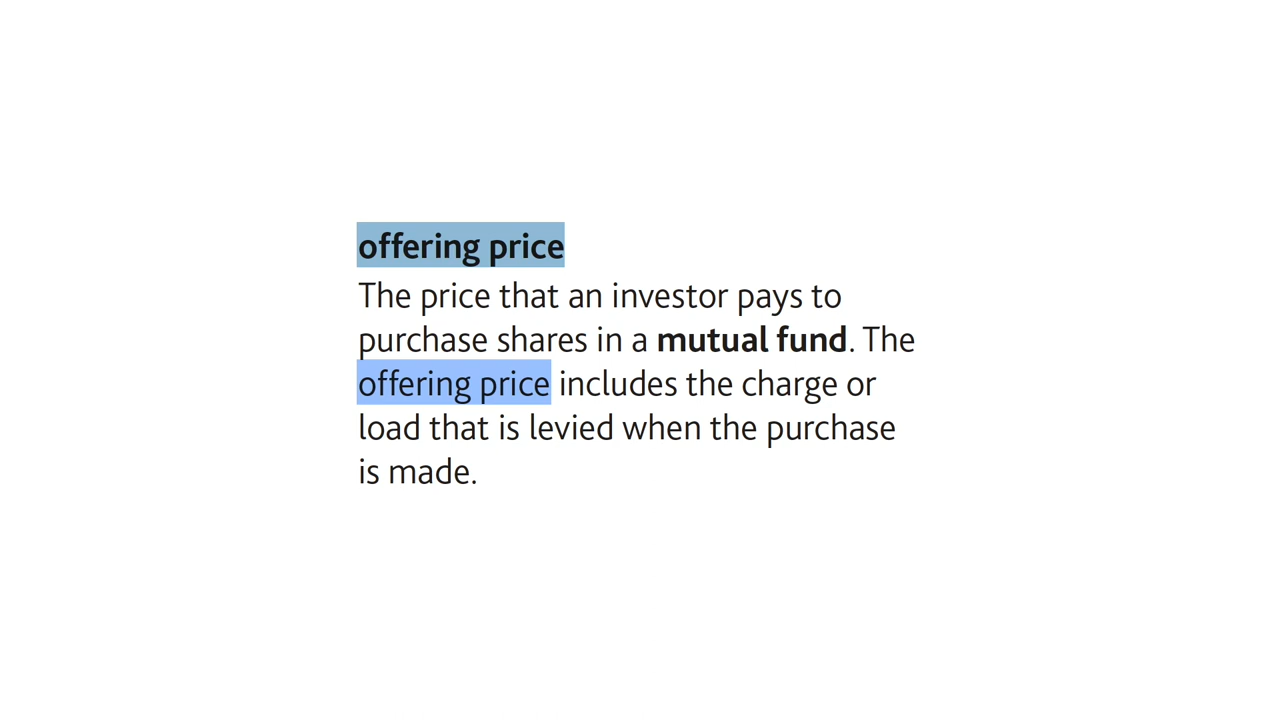 offering price
The price that an investor pays to
purchase shares in a mutual fund. The
offering price includes the charge or
load that is levied when the purchase
is made.